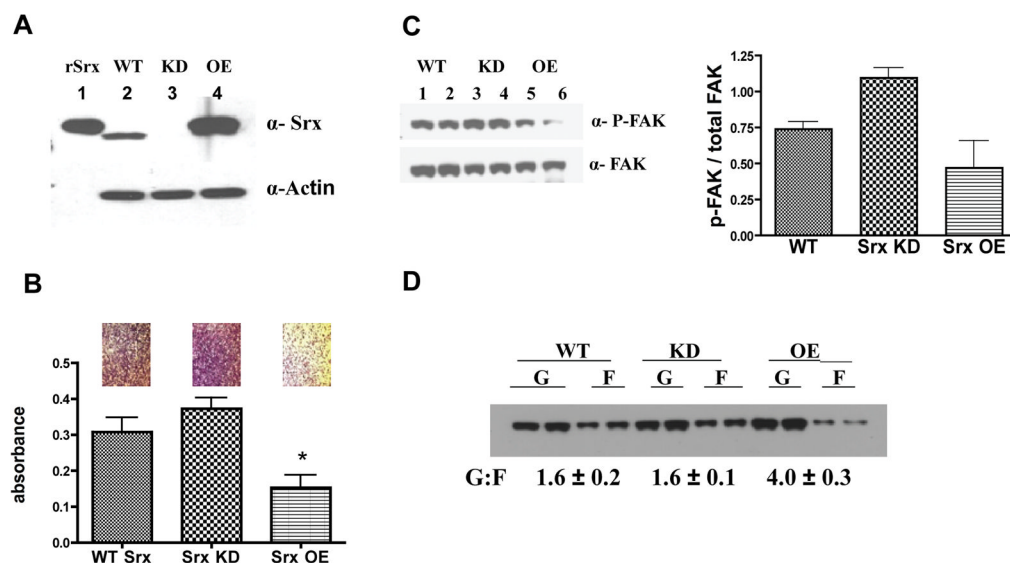 A
rSrx WT KD OE
1 2 3 4
α- Srx
α-Actin
B
absorbance
0.5
0.4
0.3
0.2
0.1
0.0
*
WT Srx Srx KD Srx OE
C
WT KD OE
1 2 3 4 5 6
α- P-FAK
α- FAK
p-FAK / total FAK
1.25
1.00
0.75
0.50
0.25
0.00
WT Srx KD Srx OE
D
WT KD OE
G F G F G F
G:F 1.6 ± 0.2 1.6 ± 0.1 4.0 ± 0.3